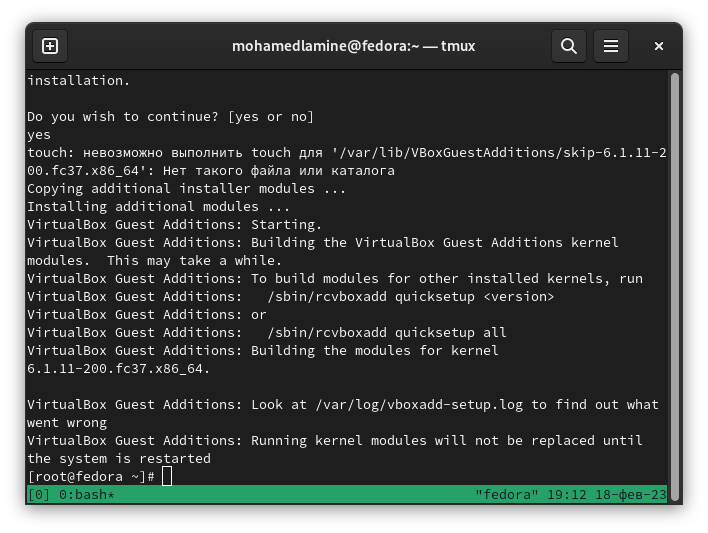 mohamedlamine@fedora:~ — tmux
installation.
Do you wish to continue? [yes or no]
yes
touch: невозможно выполнить touch для '/var/lib/VBoxGuestAdditions/skip-6.1.11-2
00.fc37.x86_64': Нет такого файла или каталога
Copying additional installer modules ...
Installing additional modules ...
VirtualBox Guest Additions: Starting.
VirtualBox Guest Additions: Building the VirtualBox Guest Additions kernel
modules.  This may take a while.
VirtualBox Guest Additions: To build modules for other installed kernels, run
VirtualBox Guest Additions:   /sbin/rcvboxadd quicksetup <version>
VirtualBox Guest Additions: or
VirtualBox Guest Additions:   /sbin/rcvboxadd quicksetup all
VirtualBox Guest Additions: Building the modules for kernel
6.1.11-200.fc37.x86_64.
VirtualBox Guest Additions: Look at /var/log/vboxadd-setup.log to find out what
went wrong
VirtualBox Guest Additions: Running kernel modules will not be replaced until
the system is restarted
[root@fedora ~]#
[0] 0:bash* "fedora" 19:12 18-фев-23